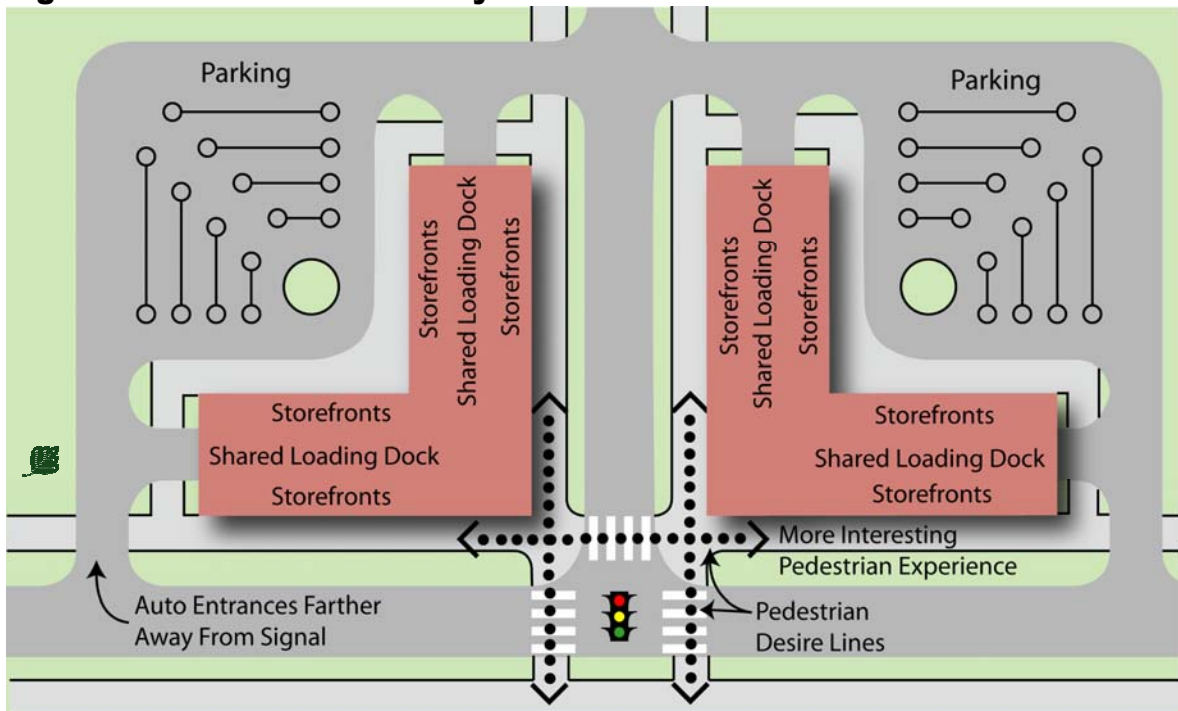 Parking
Parking
Storefronts
Shared Loading Dock
Storefronts
Storefronts
Shared Loading Dock
Storefronts
Storefronts
Shared Loading Dock
Storefronts
Storefronts
Shared Loading Dock
Storefronts
More Interesting
Pedestrian Experience
Auto Entrances Farther
Away From Signal
Pedestrian
Desire Lines